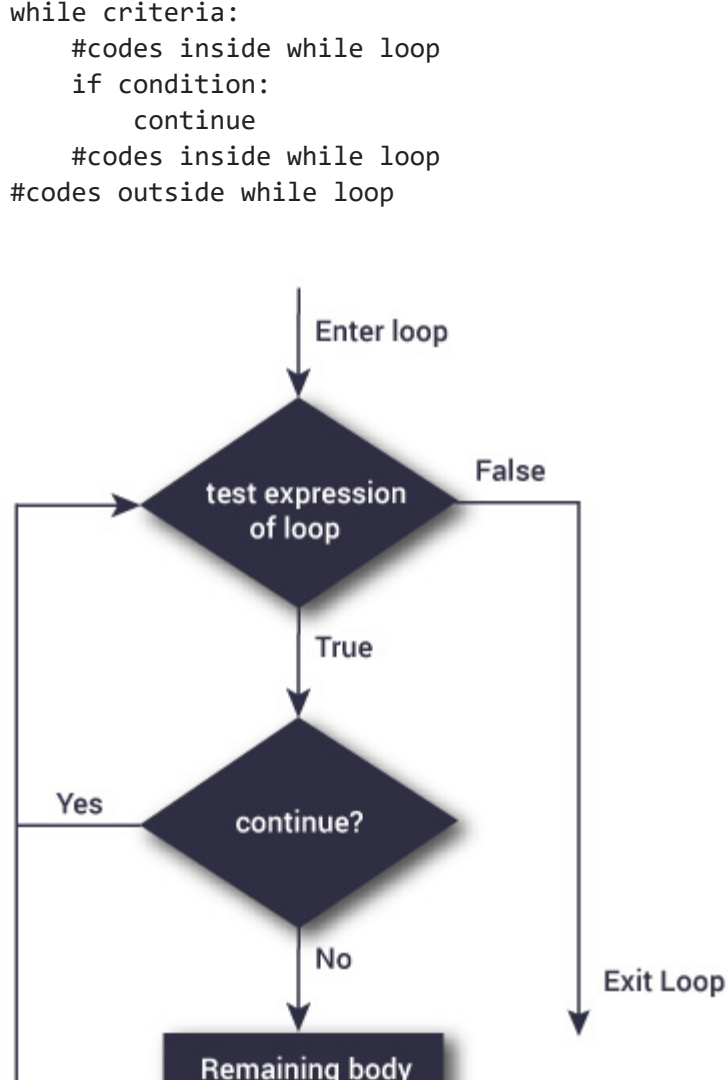 while criteria:
    #codes inside while loop
    if condition:
        continue
    #codes inside while loop
#codes outside while loop
Enter loop
test expression
of loop
False
True
continue?
Yes
No
Exit Loop
Remaining body